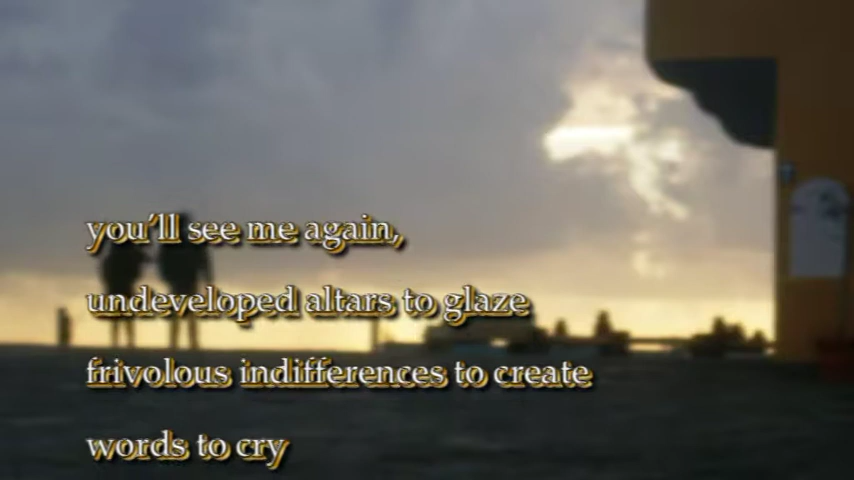 you'll see me again,
undeveloped altars to glaze
frivolous indifferences to create
words to cry